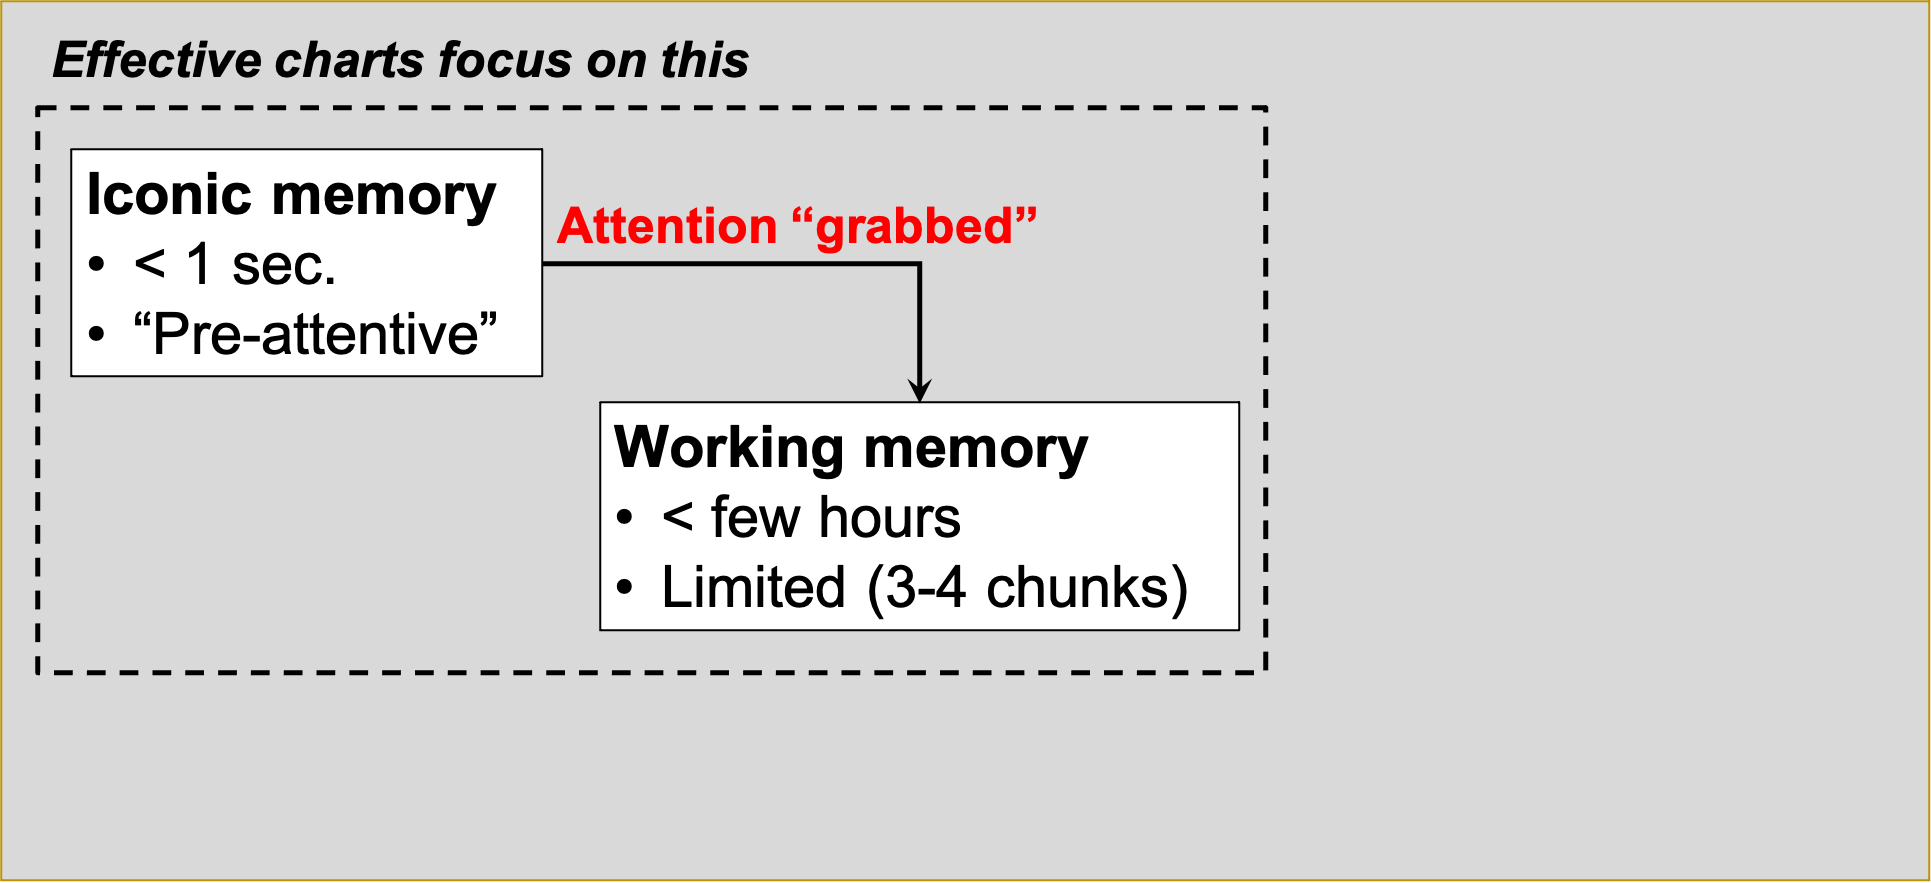 Effective charts focus on this
Iconic memory
• < 1 sec.
• “Pre-attentive”
Attention “grabbed”
Working memory
• < few hours
• Limited (3-4 chunks)